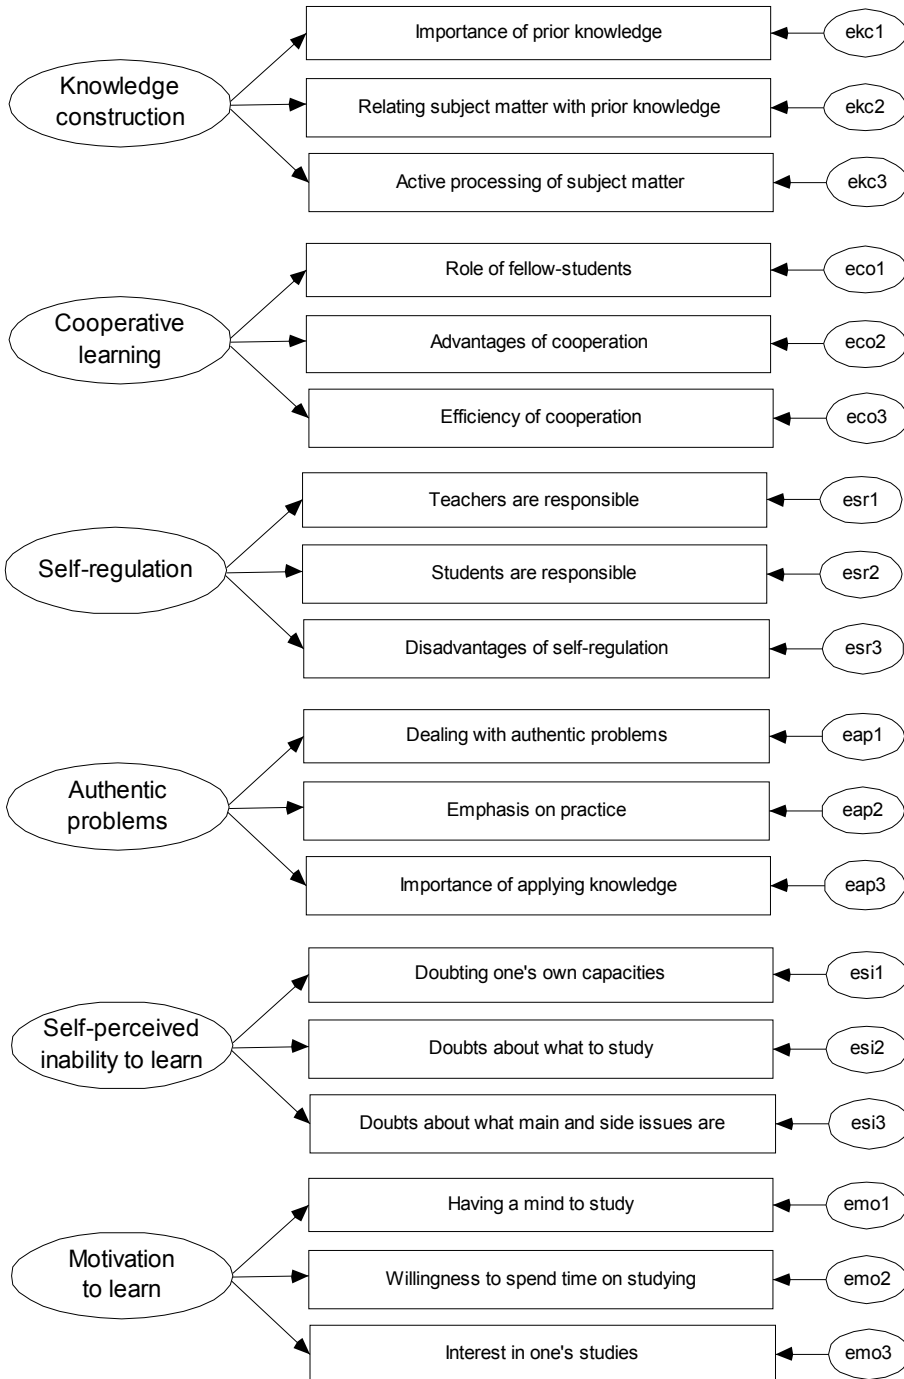 Importance of prior knowledge
ekc1
Knowledge
construction
Relating subject matter with prior knowledge
ekc2
Active processing of subject matter
ekc3
Role of fellow-students
eco1
Cooperative
learning
Advantages of cooperation
eco2
Efficiency of cooperation
eco3
Teachers are responsible
esr1
Self-regulation
Students are responsible
esr2
Disadvantages of self-regulation
esr3
Dealing with authentic problems
eap1
Authentic
problems
Emphasis on practice
eap2
Importance of applying knowledge
eap3
Doubting one's own capacities
esi1
Self-perceived
inability to learn
Doubts about what to study
esi2
Doubts about what main and side issues are
esi3
Having a mind to study
emo1
Motivation
to learn
Willingness to spend time on studying
emo2
Interest in one's studies
emo3